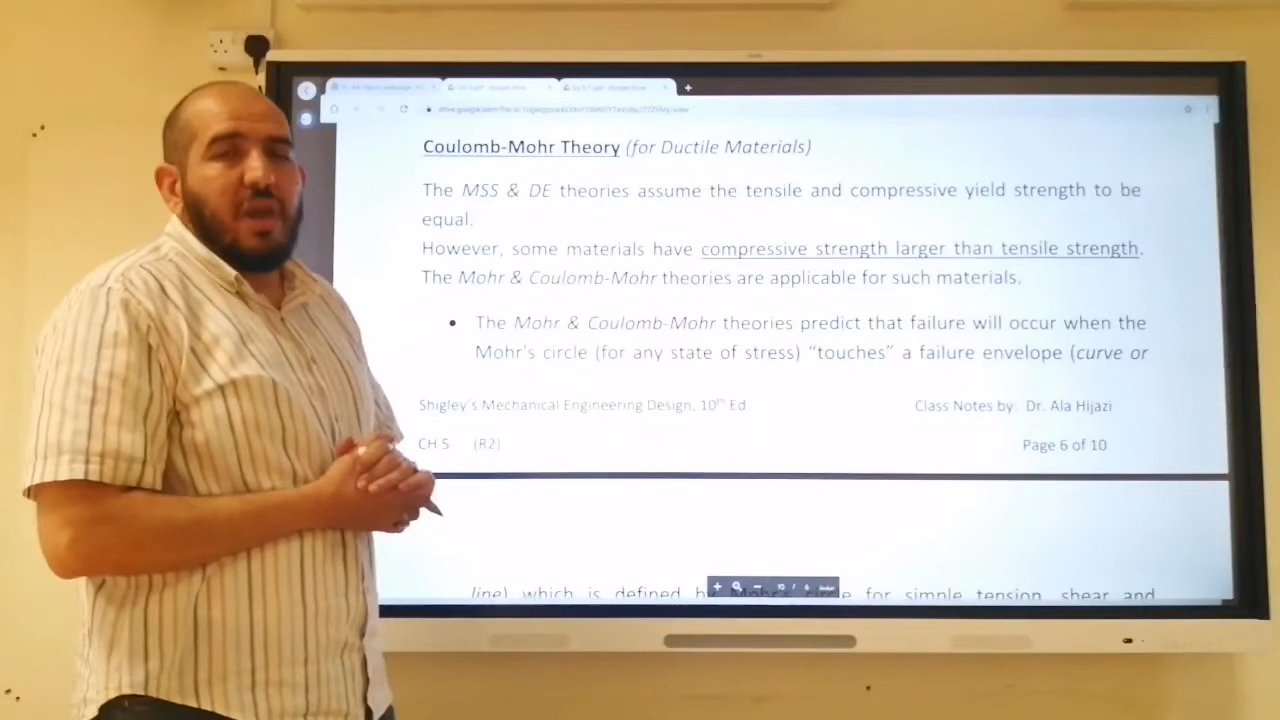 Coulomb-Mohr Theory (for Ductile Materials)
The MSS & DE theories assume the tensile and compressive yield strength to be
equal.
However, some materials have compressive strength larger than tensile strength.
The Mohr & Coulomb-Mohr theories are applicable for such materials.
• The Mohr & Coulomb-Mohr theories predict that failure will occur when the
Mohr's circle (for any state of stress) "touches" a failure envelope (curve or
Shigley's Mechanical Engineering Design, 10th Ed
Class Notes by: Dr. Ala Hijazi
CH 5 (R2)
Page 6 of 10
line) which is defined by Mohr's circle for simple tension, shear and